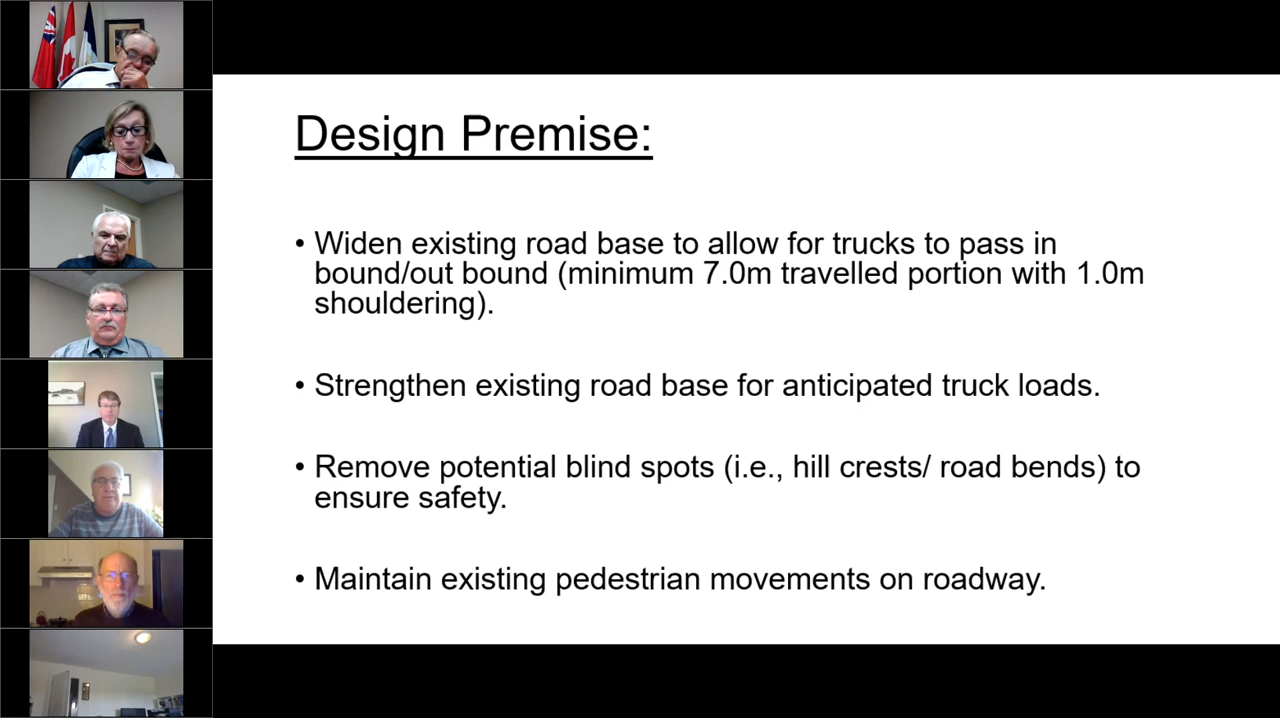 Design Premise:
• Widen existing road base to allow for trucks to pass in
bound/out bound (minimum 7.0m travelled portion with 1.0m
shouldering).
• Strengthen existing road base for anticipated truck loads.
• Remove potential blind spots (i.e., hill crests/ road bends) to
ensure safety.
• Maintain existing pedestrian movements on roadway.